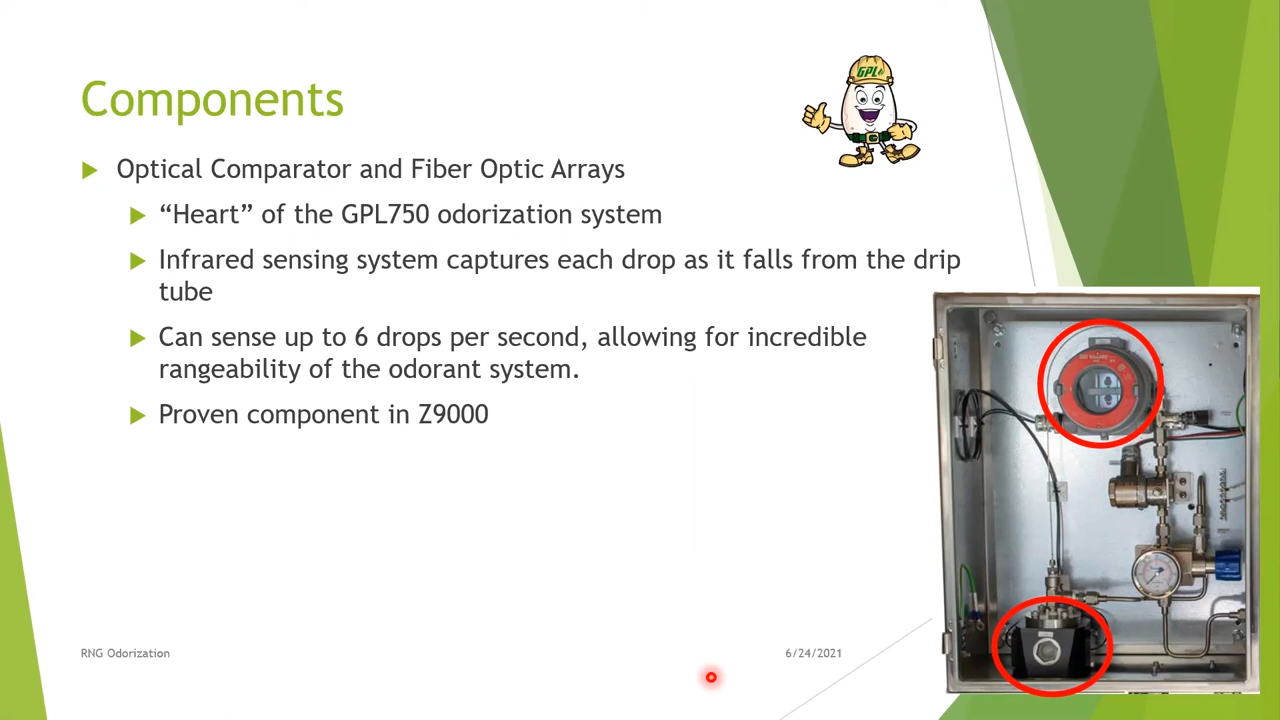 GPL
Components
Optical Comparator and Fiber Optic Arrays
“Heart” of the GPL750 odorization system
Infrared sensing system captures each drop as it falls from the drip
tube
Can sense up to 6 drops per second, allowing for incredible
rangeability of the odorant system.
Proven component in Z9000
RNG Odorization
6/24/2021